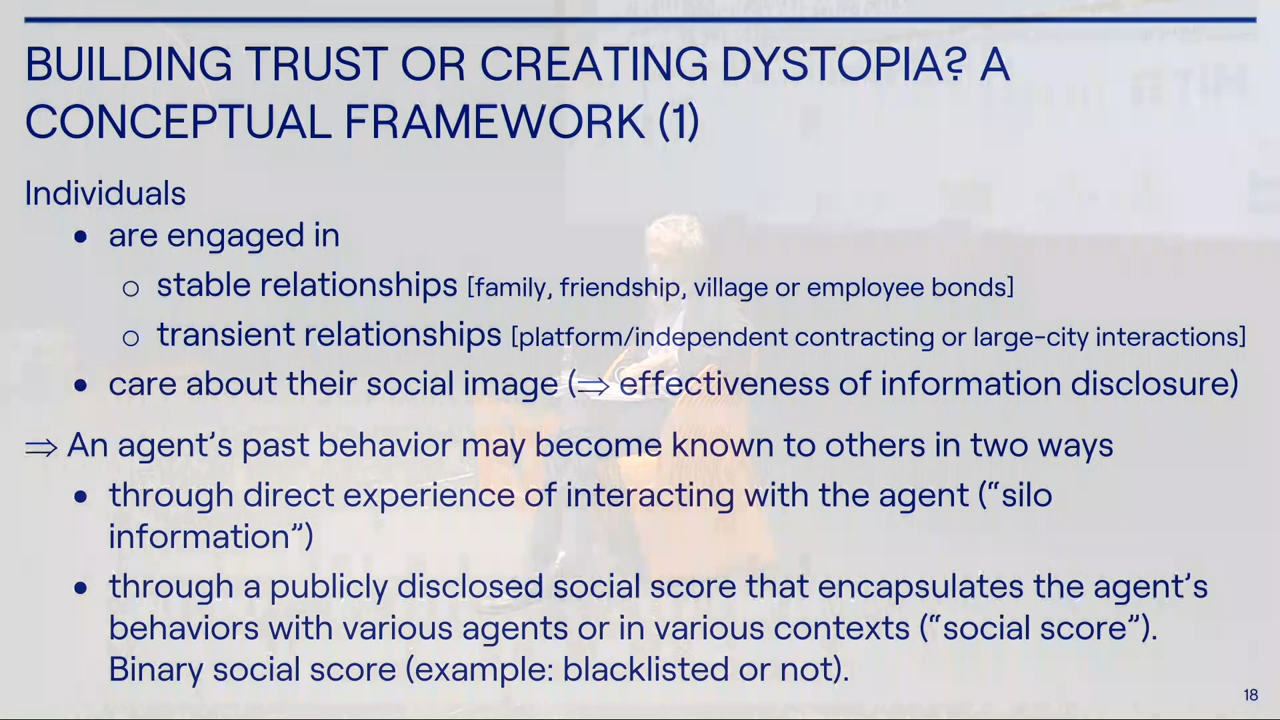 BUILDING TRUST OR CREATING DYSTOPIA? A
CONCEPTUAL FRAMEWORK (1)
Individuals
• are engaged in
○ stable relationships [family, friendship, village or employee bonds]
○ transient relationships [platform/independent contracting or large-city interactions]
• care about their social image (⇒ effectiveness of information disclosure)
⇒ An agent’s past behavior may become known to others in two ways
• through direct experience of interacting with the agent (“silo
information”)
• through a publicly disclosed social score that encapsulates the agent’s
behaviors with various agents or in various contexts (“social score”).
Binary social score (example: blacklisted or not).
18